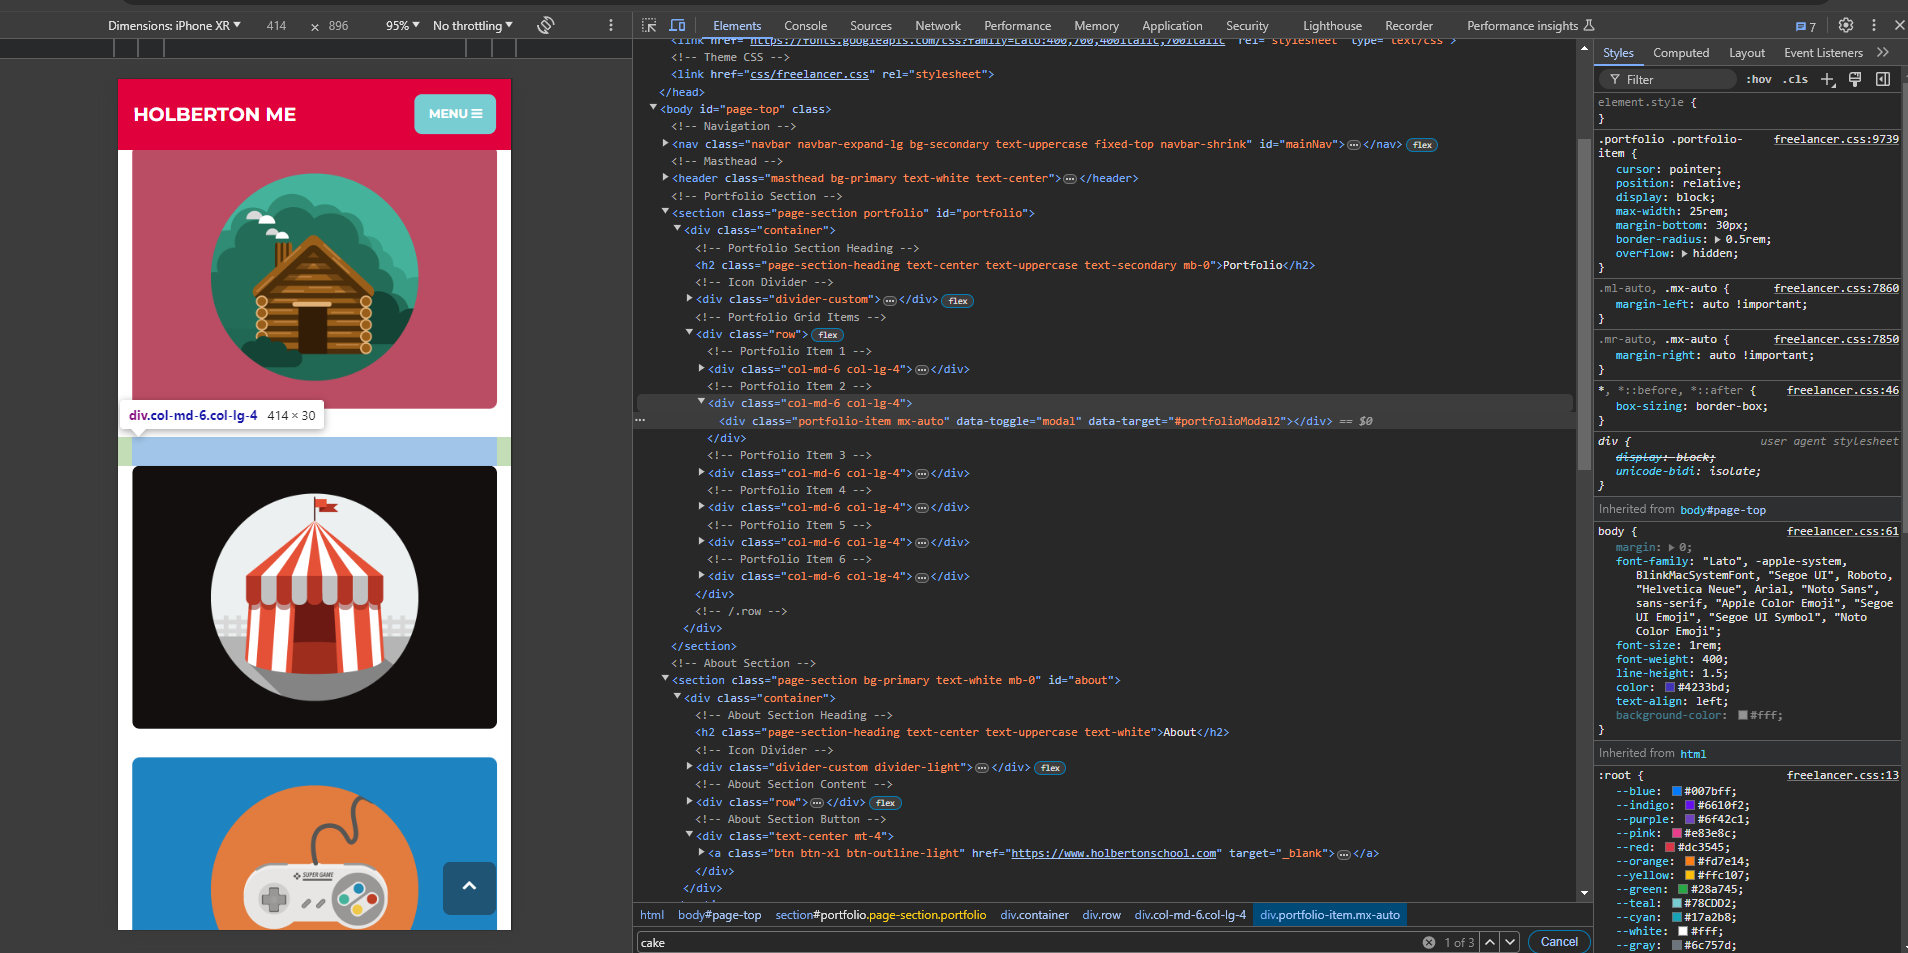 Dimensions: iPhone XR ▼ 414 x 896 95% ▼ No throttling ▼
HOLBERTON ME
MENU ☰
div.col-md-6.col-lg-4 414 × 30
SUPER GAME
Elements Console Sources Network Performance Memory Application Security Lighthouse Recorder Performance insights 7
<link href="https://fonts.googleapis.com/css?family=Lato:400,700,400italic,700italic" rel="stylesheet" type="text/css">
<!-- Theme CSS -->
<link href="css/freelancer.css" rel="stylesheet">
</head>
▼<body id="page-top" class>
<!-- Navigation -->
▶<nav class="navbar navbar-expand-lg bg-secondary text-uppercase fixed-top navbar-shrink" id="mainNav">…</nav> flex
<!-- Masthead -->
▶<header class="masthead bg-primary text-white text-center">…</header>
<!-- Portfolio Section -->
▼<section class="page-section portfolio" id="portfolio">
▼<div class="container">
<!-- Portfolio Section Heading -->
<h2 class="page-section-heading text-center text-uppercase text-secondary mb-0">Portfolio</h2>
<!-- Icon Divider -->
▶<div class="divider-custom">…</div> flex
<!-- Portfolio Grid Items -->
▼<div class="row"> flex
<!-- Portfolio Item 1 -->
▶<div class="col-md-6 col-lg-4">…</div>
<!-- Portfolio Item 2 -->
▼<div class="col-md-6 col-lg-4">
… <div class="portfolio-item mx-auto" data-toggle="modal" data-target="#portfolioModal2"></div> == $0
</div>
<!-- Portfolio Item 3 -->
▶<div class="col-md-6 col-lg-4">…</div>
<!-- Portfolio Item 4 -->
▶<div class="col-md-6 col-lg-4">…</div>
<!-- Portfolio Item 5 -->
▶<div class="col-md-6 col-lg-4">…</div>
<!-- Portfolio Item 6 -->
▶<div class="col-md-6 col-lg-4">…</div>
</div>
<!-- /.row -->
</div>
</section>
<!-- About Section -->
▼<section class="page-section bg-primary text-white mb-0" id="about">
▼<div class="container">
<!-- About Section Heading -->
<h2 class="page-section-heading text-center text-uppercase text-white">About</h2>
<!-- Icon Divider -->
▶<div class="divider-custom divider-light">…</div> flex
<!-- About Section Content -->
▶<div class="row">…</div> flex
<!-- About Section Button -->
▼<div class="text-center mt-4">
▶<a class="btn btn-xl btn-outline-light" href="https://www.holbertonschool.com" target="_blank">…</a>
</div>
</div>
html body#page-top section#portfolio.page-section.portfolio div.container div.row div.col-md-6.col-lg-4 div.portfolio-item.mx-auto
cake 1 of 3 Cancel
Styles Computed Layout Event Listeners
Filter :hov .cls
element.style {
}
.portfolio .portfolio-item { freelancer.css:9739
cursor: pointer;
position: relative;
display: block;
max-width: 25rem;
margin-bottom: 30px;
border-radius: ▶ 0.5rem;
overflow: ▶ hidden;
}
.ml-auto, .mx-auto { freelancer.css:7860
margin-left: auto !important;
}
.mr-auto, .mx-auto { freelancer.css:7850
margin-right: auto !important;
}
*, *::before, *::after { freelancer.css:46
box-sizing: border-box;
}
div { user agent stylesheet
display: block;
unicode-bidi: isolate;
}
Inherited from body#page-top
body { freelancer.css:61
margin: ▶ 0;
font-family: "Lato", -apple-system,
BlinkMacSystemFont, "Segoe UI", Roboto,
"Helvetica Neue", Arial, "Noto Sans",
sans-serif, "Apple Color Emoji", "Segoe
UI Emoji", "Segoe UI Symbol", "Noto
Color Emoji";
font-size: 1rem;
font-weight: 400;
line-height: 1.5;
color: #4233bd;
text-align: left;
background-color: #fff;
}
Inherited from html
:root { freelancer.css:13
--blue: #007bff;
--indigo: #6610f2;
--purple: #6f42c1;
--pink: #e83e8c;
--red: #dc3545;
--orange: #fd7e14;
--yellow: #ffc107;
--green: #28a745;
--teal: #78CDD2;
--cyan: #17a2b8;
--white: #fff;
--gray: #6c757d;